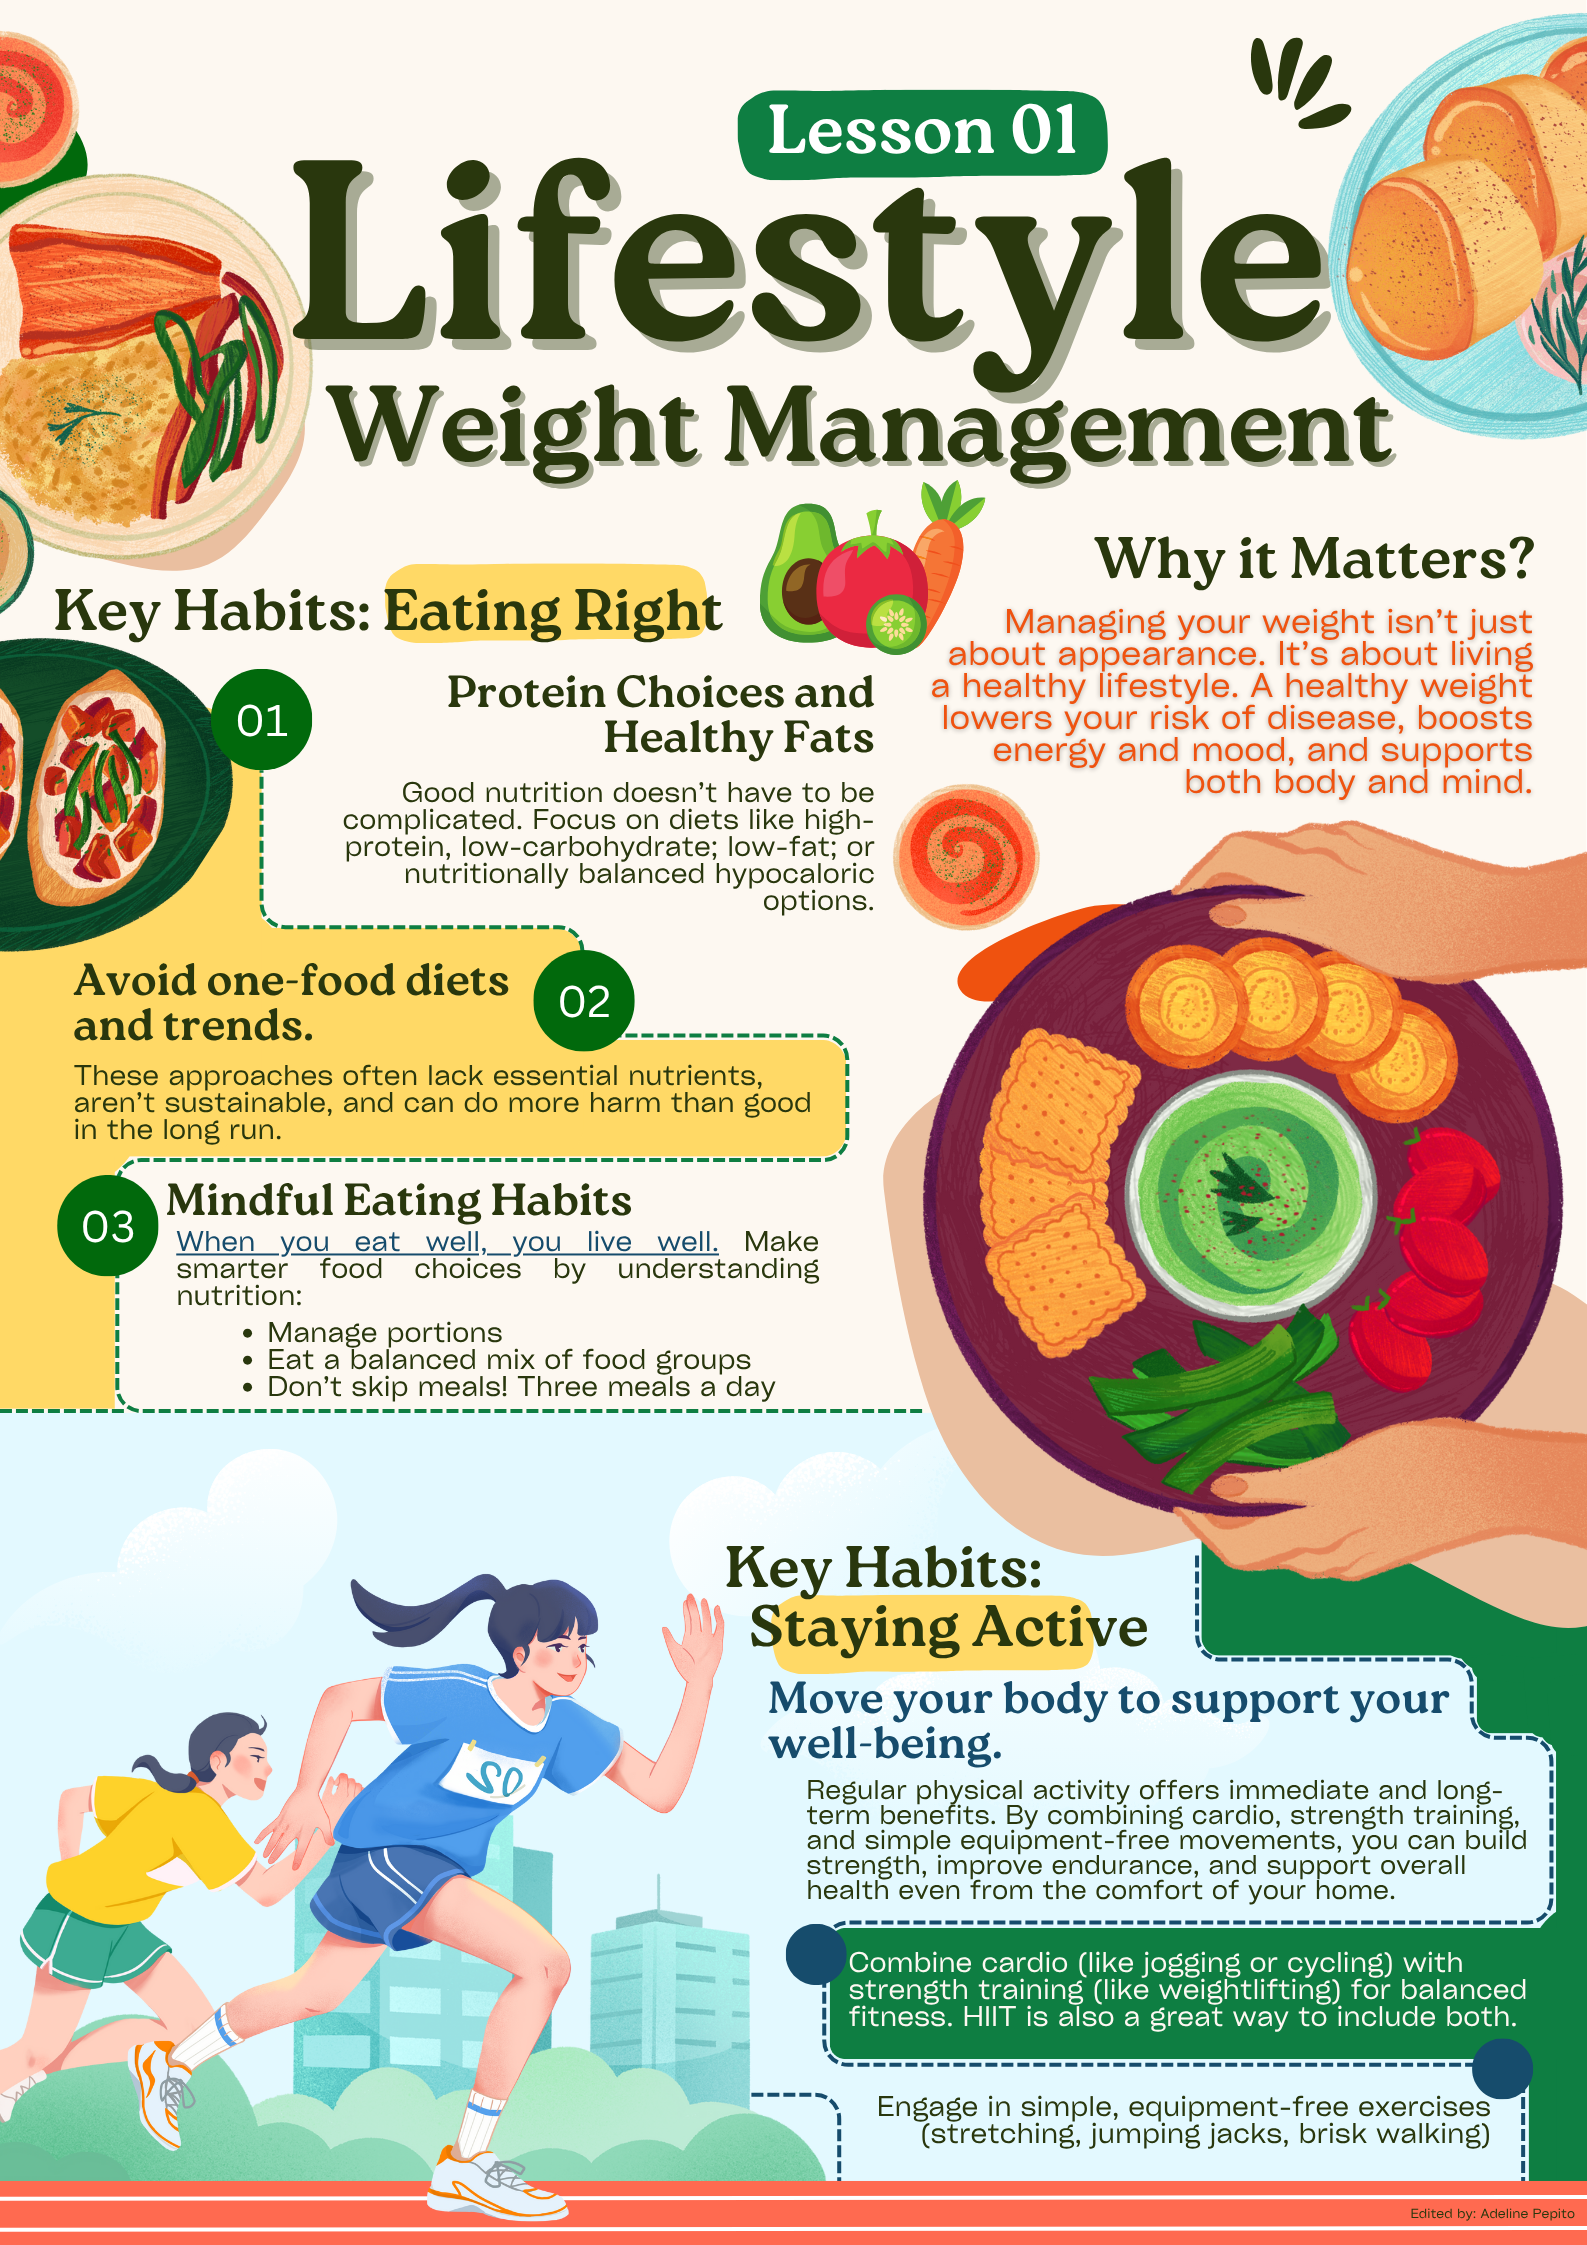 Lesson 01
Lifestyle
Weight Management
Key Habits: Eating Right
01
Protein Choices and
Healthy Fats
Good nutrition doesn't have to be
complicated. Focus on diets like high-
protein, low-carbohydrate; low-fat; or
nutritionally balanced hypocaloric
options.
02
Avoid one-food diets
and trends.
These approaches often lack essential nutrients,
aren't sustainable, and can do more harm than good
in the long run.
03
Mindful Eating Habits
When you eat well, you live well. Make
smarter food choices by understanding
nutrition:
• Manage portions
• Eat a balanced mix of food groups
• Don't skip meals! Three meals a day
Why it Matters?
Managing your weight isn't just
about appearance. It's about living
a healthy lifestyle. A healthy weight
lowers your risk of disease, boosts
energy and mood, and supports
both body and mind.
Key Habits:
Staying Active
Move your body to support your
well-being.
Regular physical activity offers immediate and long-
term benefits. By combining cardio, strength training,
and simple equipment-free movements, you can build
strength, improve endurance, and support overall
health even from the comfort of your home.
Combine cardio (like jogging or cycling) with
strength training (like weightlifting) for balanced
fitness. HIIT is also a great way to include both.
Engage in simple, equipment-free exercises
(stretching, jumping jacks, brisk walking)
20
Edited by: Adeline Pepito